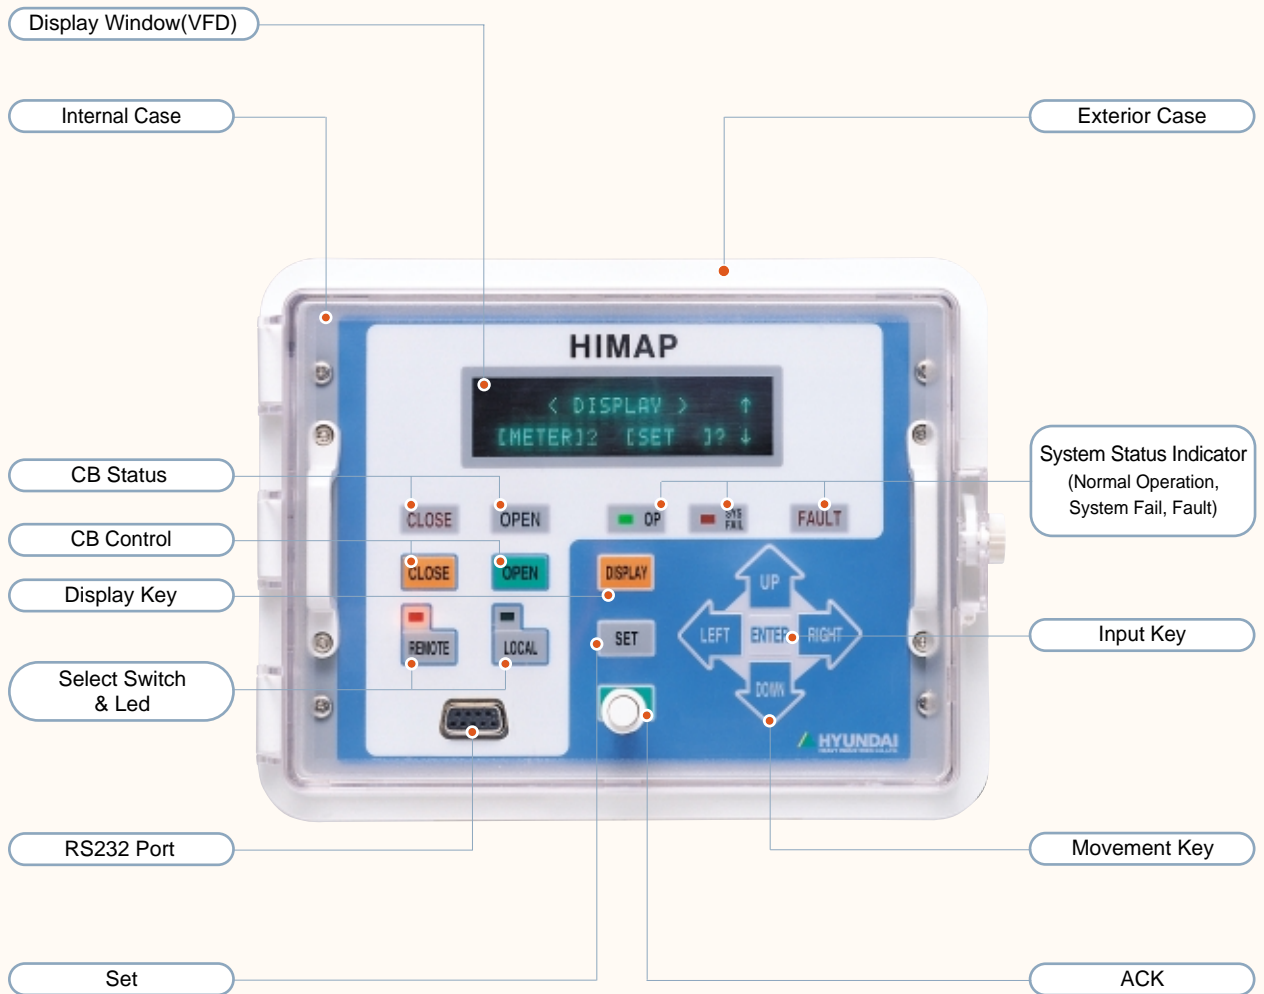 Display Window(VFD)
Internal Case
Exterior Case
HIMAP
< DISPLAY > ↑
[METER]2 [SET ]? ↓
CB Status
System Status Indicator
(Normal Operation,
System Fail, Fault)
CLOSE
OPEN
OP
SYS
FAIL
FAULT
CB Control
CLOSE
OPEN
DISPLAY
UP
Display Key
REMOTE
LOCAL
SET
LEFT
ENTER
RIGHT
Input Key
Select Switch
& Led
DOWN
HYUNDAI
RS232 Port
Movement Key
Set
ACK